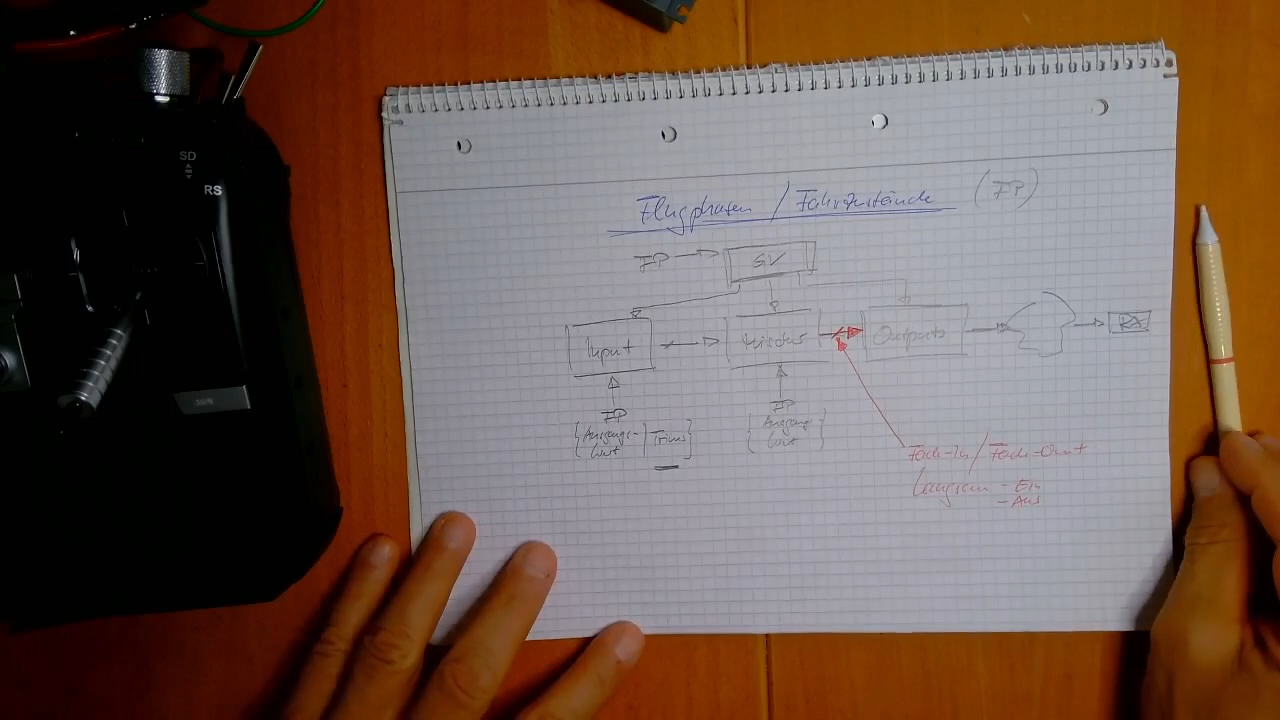 SD
RS
Flugphasen / Fahrzustände (FP)
FP
GV
Input
Mischer
Outputs
RX
FP
Ausgangs-
wert
Trims
FP
Ausgangs-
wert
Fade-In / Fade-Out
Langsam - Ein
- Aus